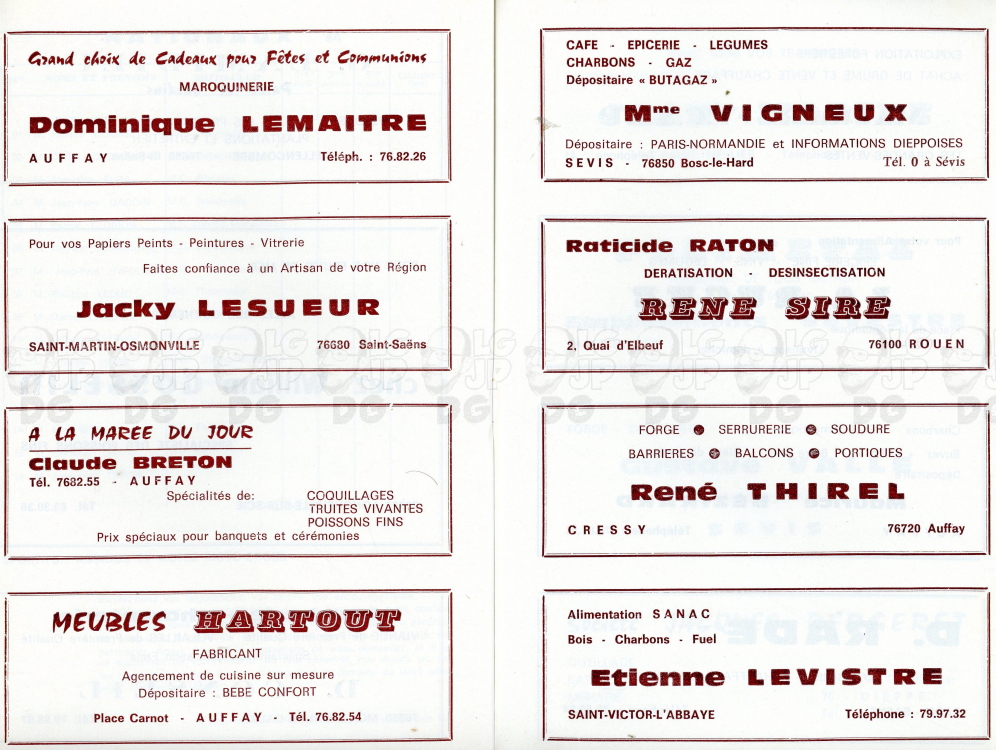 Grand choix de Cadeaux pour Fêtes et Communions
MAROQUINERIE
Dominique LEMAITRE
AUFFAY Téléph. : 76.82.26
Pour vos Papiers Peints - Peintures - Vitrerie
Faites confiance à un Artisan de votre Région
Jacky LESUEUR
SAINT-MARTIN-OSMONVILLE 76680 Saint-Saëns
A LA MAREE DU JOUR
Claude BRETON
Tél. 7682.55 - AUFFAY
Spécialités de: COQUILLAGES
TRUITES VIVANTES
POISSONS FINS
Prix spéciaux pour banquets et cérémonies
MEUBLES HARTOUT
FABRICANT
Agencement de cuisine sur mesure
Dépositaire : BEBE CONFORT
Place Carnot - AUFFAY - Tél. 76.82.54
CAFE - EPICERIE - LEGUMES
CHARBONS - GAZ
Dépositaire « BUTAGAZ »
Mme VIGNEUX
Dépositaire : PARIS-NORMANDIE et INFORMATIONS DIEPPOISES
SEVIS - 76850 Bosc-le-Hard Tél. 0 à Sévis
Raticide RATON
DERATISATION - DESINSECTISATION
RENE SIRE
2, Quai d'Elbeuf 76100 ROUEN
FORGE SERRURERIE SOUDURE
BARRIERES BALCONS PORTIQUES
René THIREL
CRESSY 76720 Auffay
Alimentation SANAC
Bois - Charbons - Fuel
Etienne LEVISTRE
SAINT-VICTOR-L'ABBAYE Téléphone : 79.97.32